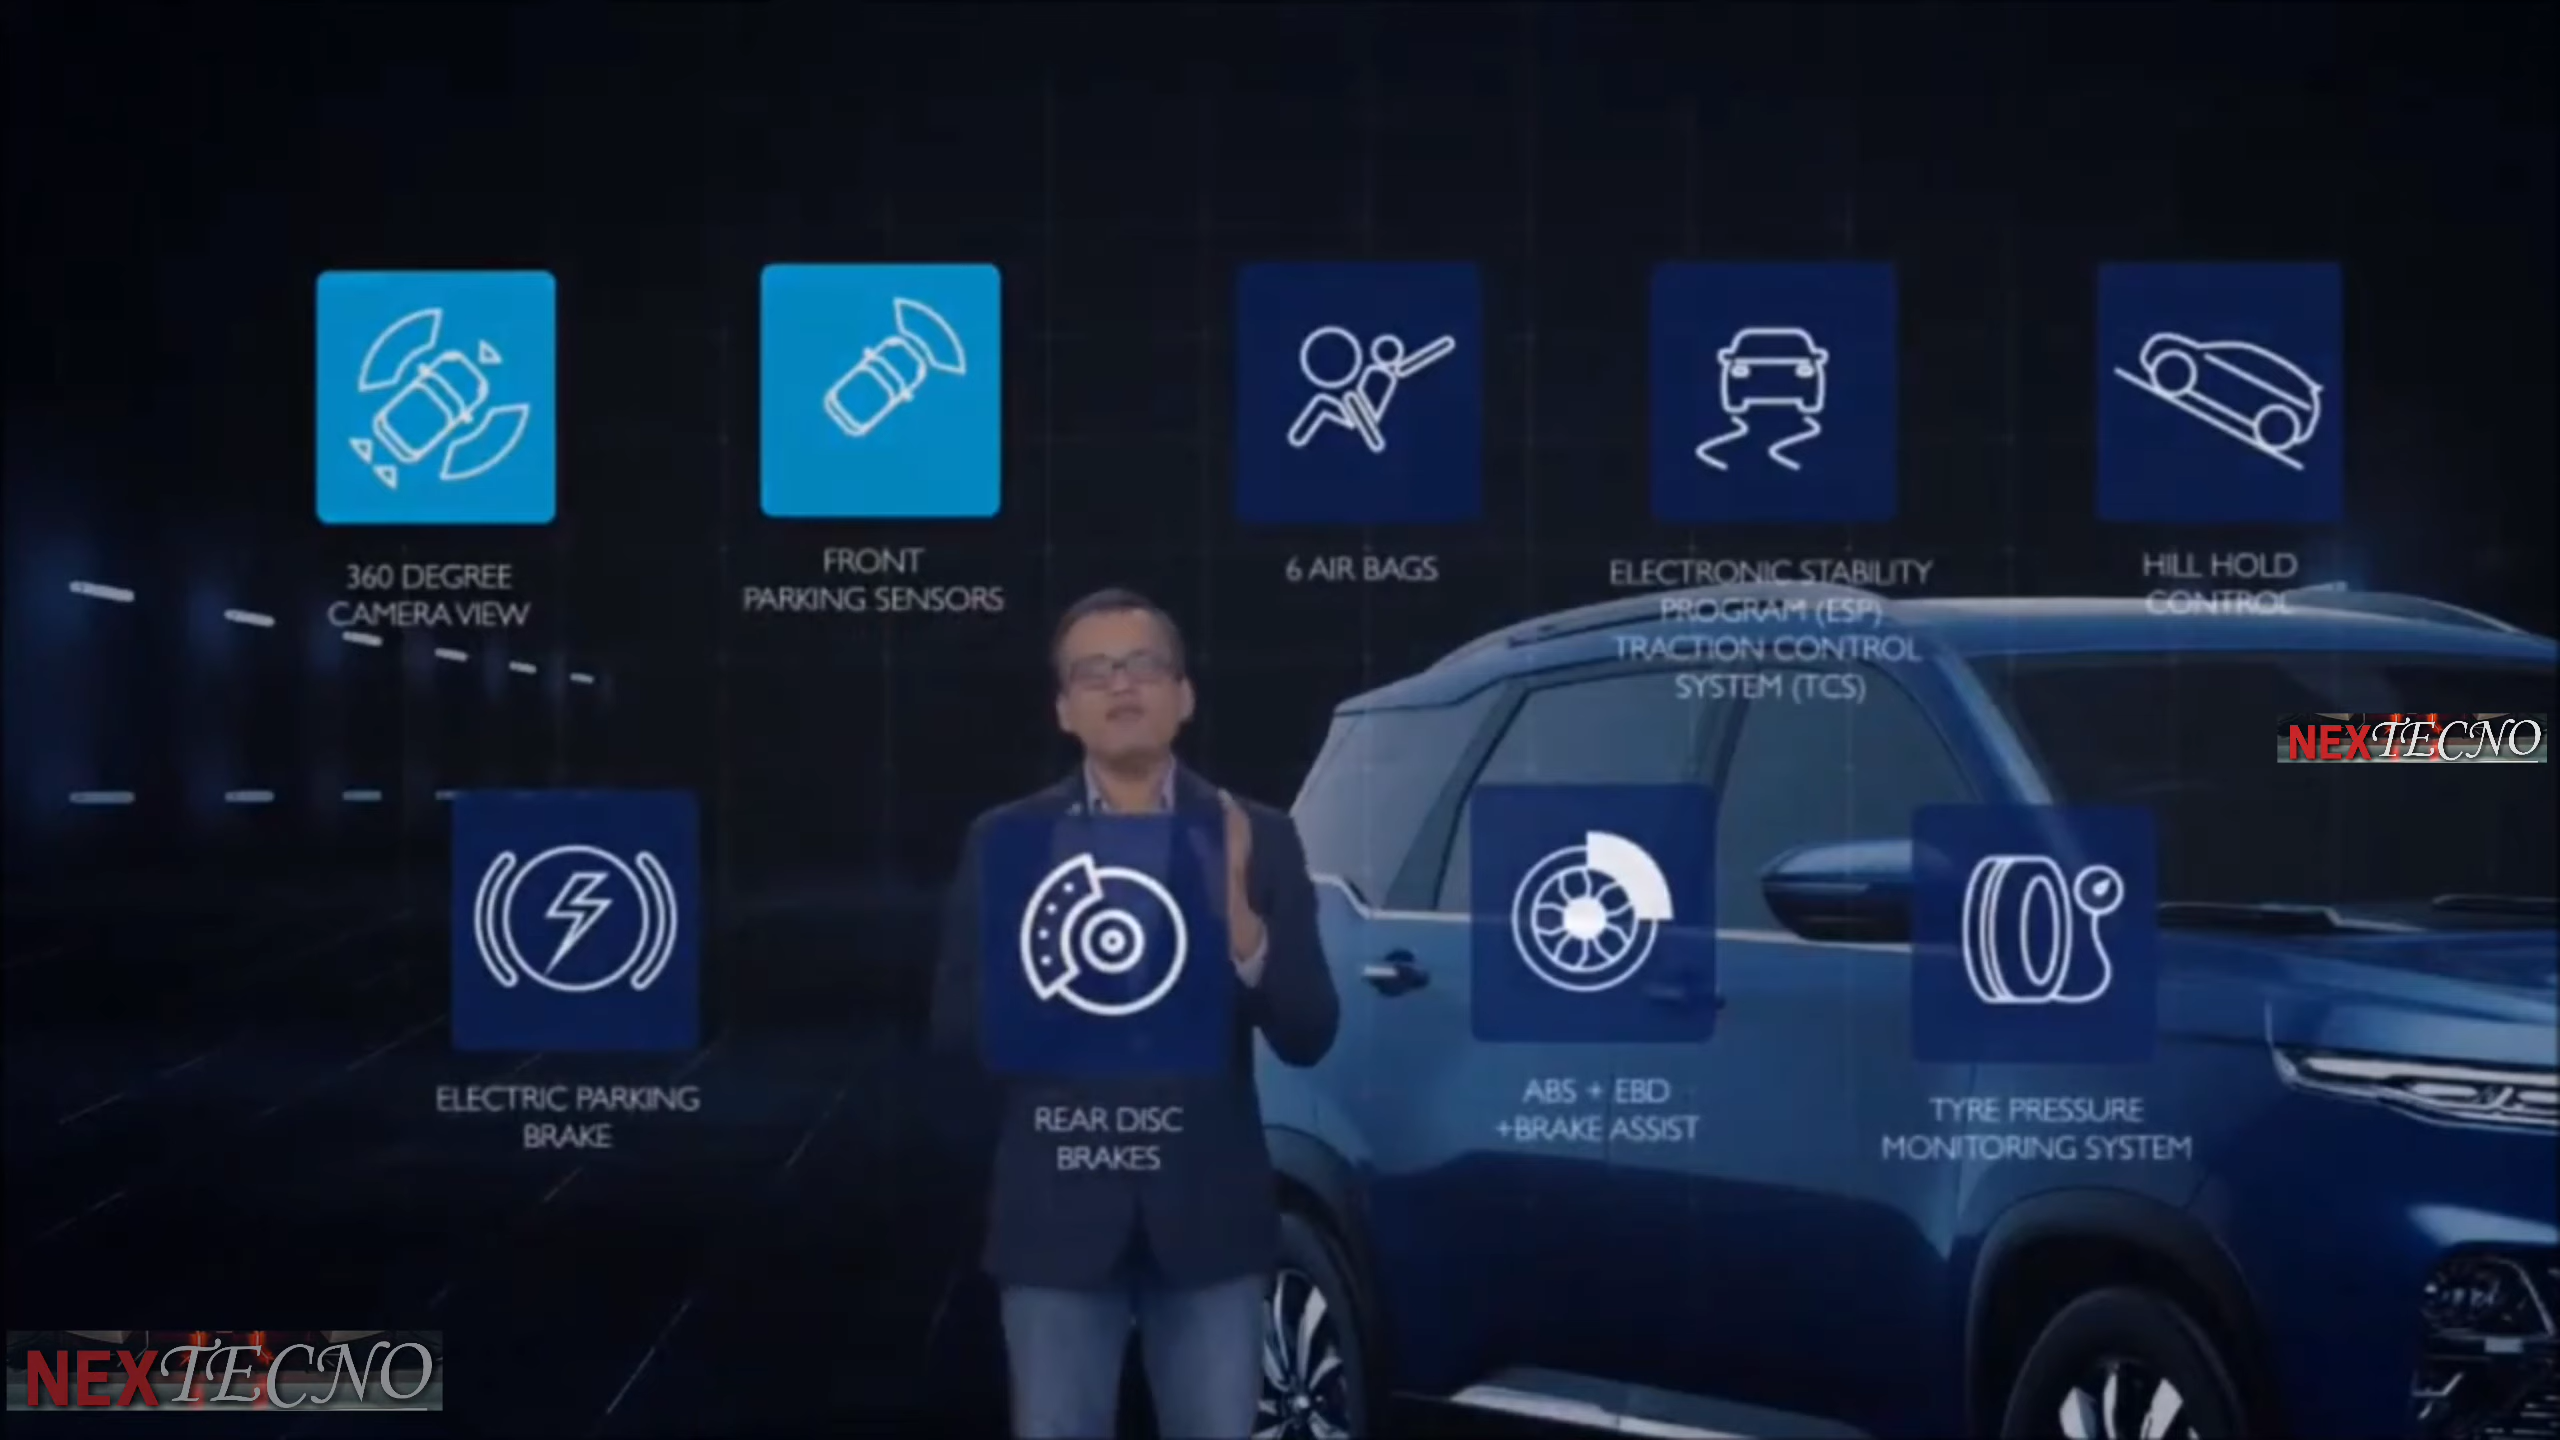 360 DEGREE
CAMERA VIEW
FRONT
PARKING SENSORS
6 AIR BAGS
ELECTRONIC STABILITY
PROGRAM (ESP)
TRACTION CONTROL
SYSTEM (TCS)
HILL HOLD
CONTROL
NEXTECNO
ELECTRIC PARKING
BRAKE
REAR DISC
BRAKES
ABS + EBD
+BRAKE ASSIST
TYRE PRESSURE
MONITORING SYSTEM
NEXTECNO